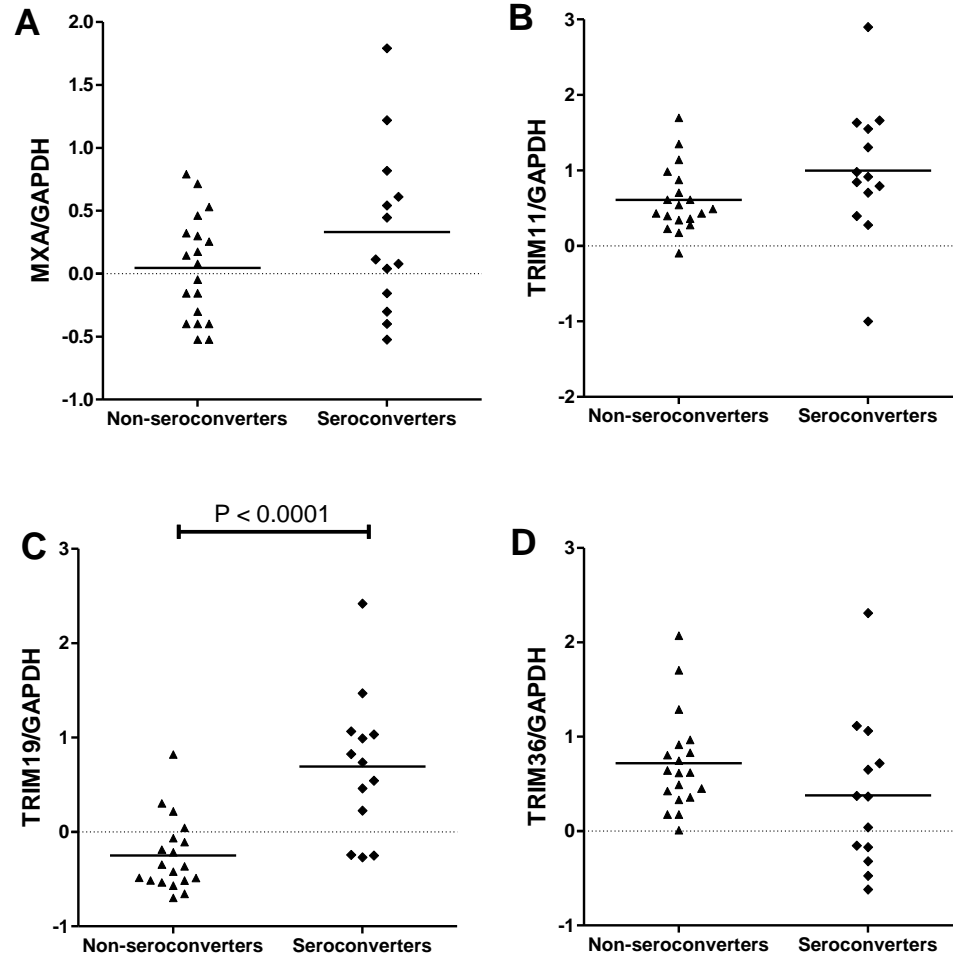 A
MXA/GAPDH
2.0
1.5
1.0
0.5
0.0
-0.5
-1.0
Non-seroconverters Seroconverters
B
TRIM11/GAPDH
3
2
1
0
-1
-2
Non-seroconverters Seroconverters
C
P < 0.0001
TRIM19/GAPDH
3
2
1
0
-1
Non-seroconverters Seroconverters
D
TRIM36/GAPDH
3
2
1
0
-1
Non-seroconverters Seroconverters